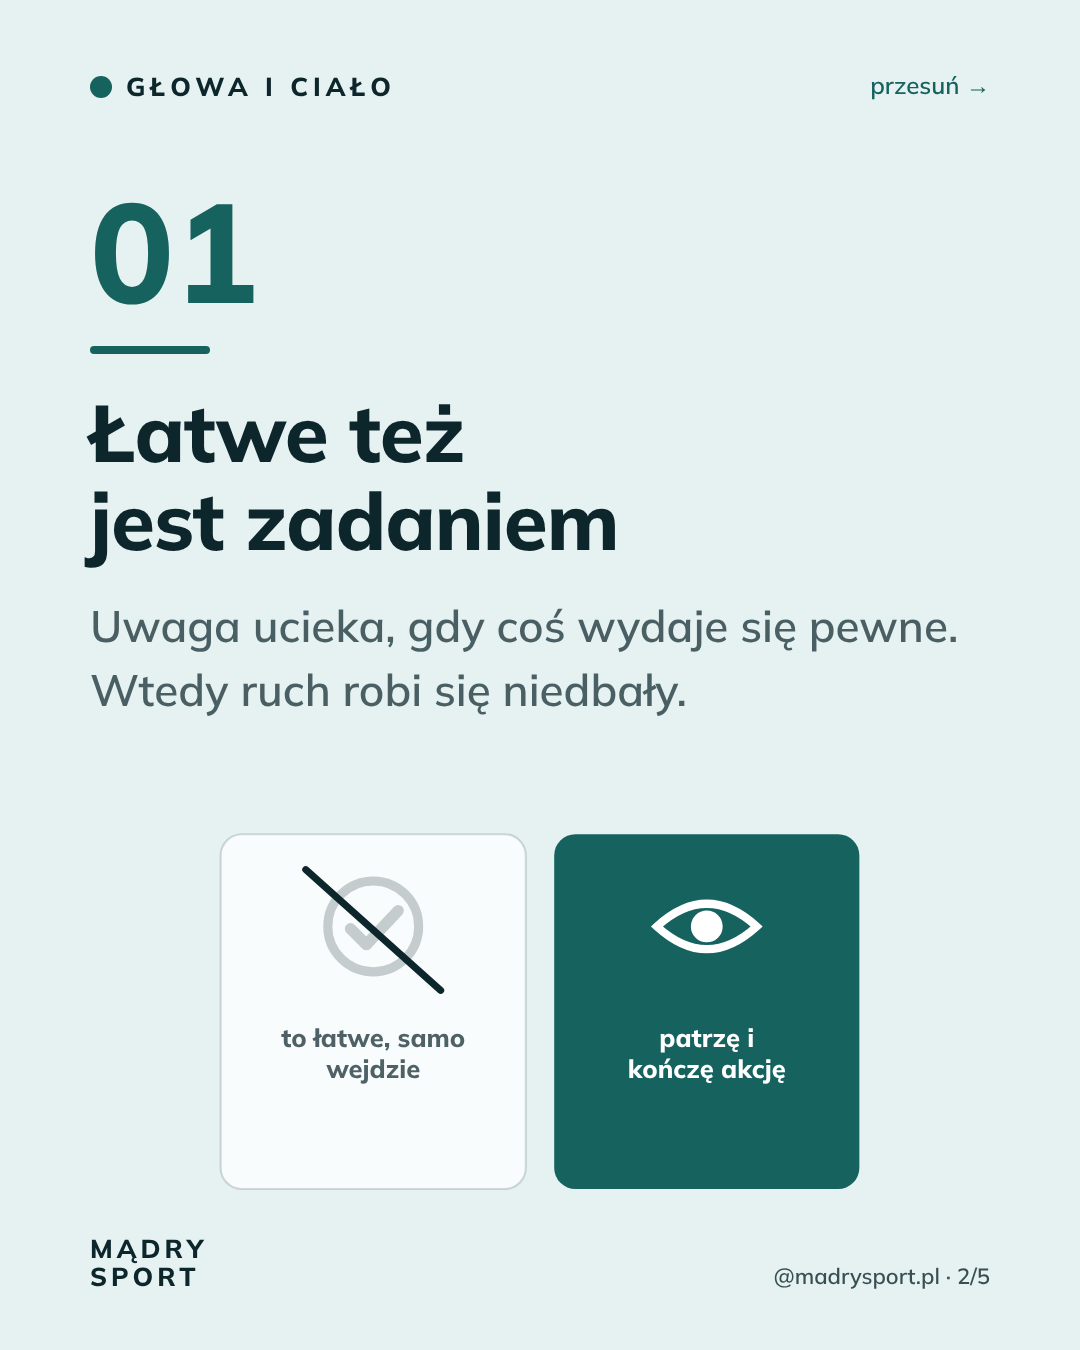 GŁOWA I CIAŁO
przesuń →
01
Łatwe też
jest zadaniem
Uwaga ucieka, gdy coś wydaje się pewne.
Wtedy ruch robi się niedbały.
to łatwe, samo
wejdzie
patrzę i
kończę akcję
MĄDRY
SPORT
@madrysport.pl · 2/5